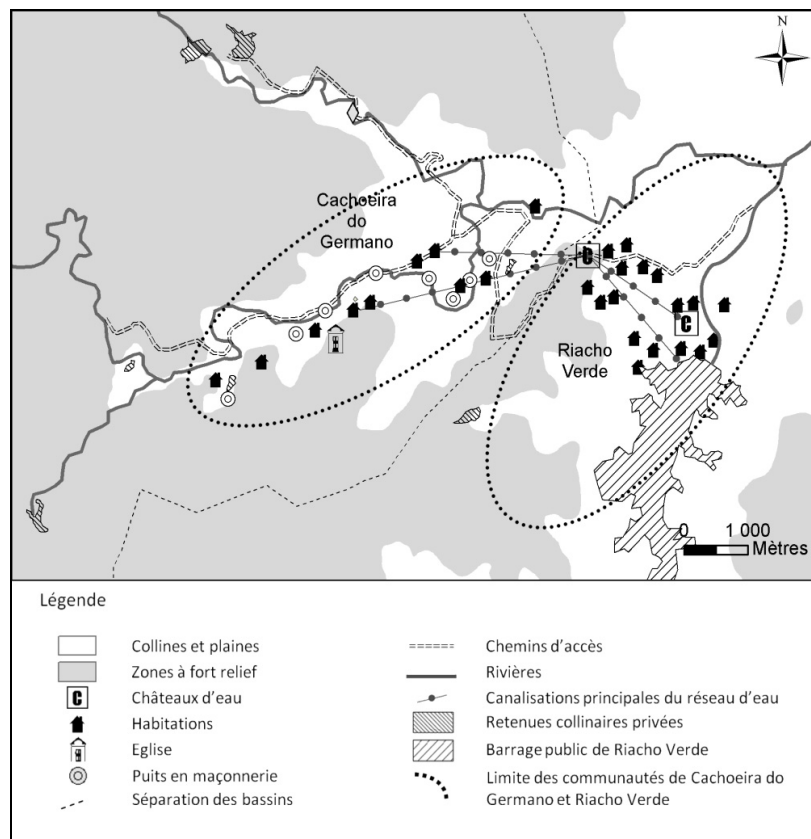 N
Cachoeira
do
Germano
C
C
Riacho
Verde
0 1 000
Mètres
Légende
Collines et plaines
Zones à fort relief
C Châteaux d'eau
Habitations
Eglise
Puits en maçonnerie
Séparation des bassins
Chemins d'accès
Rivières
Canalisations principales du réseau d'eau
Retenues collinaires privées
Barrage public de Riacho Verde
Limite des communautés de Cachoeira do
Germano et Riacho Verde